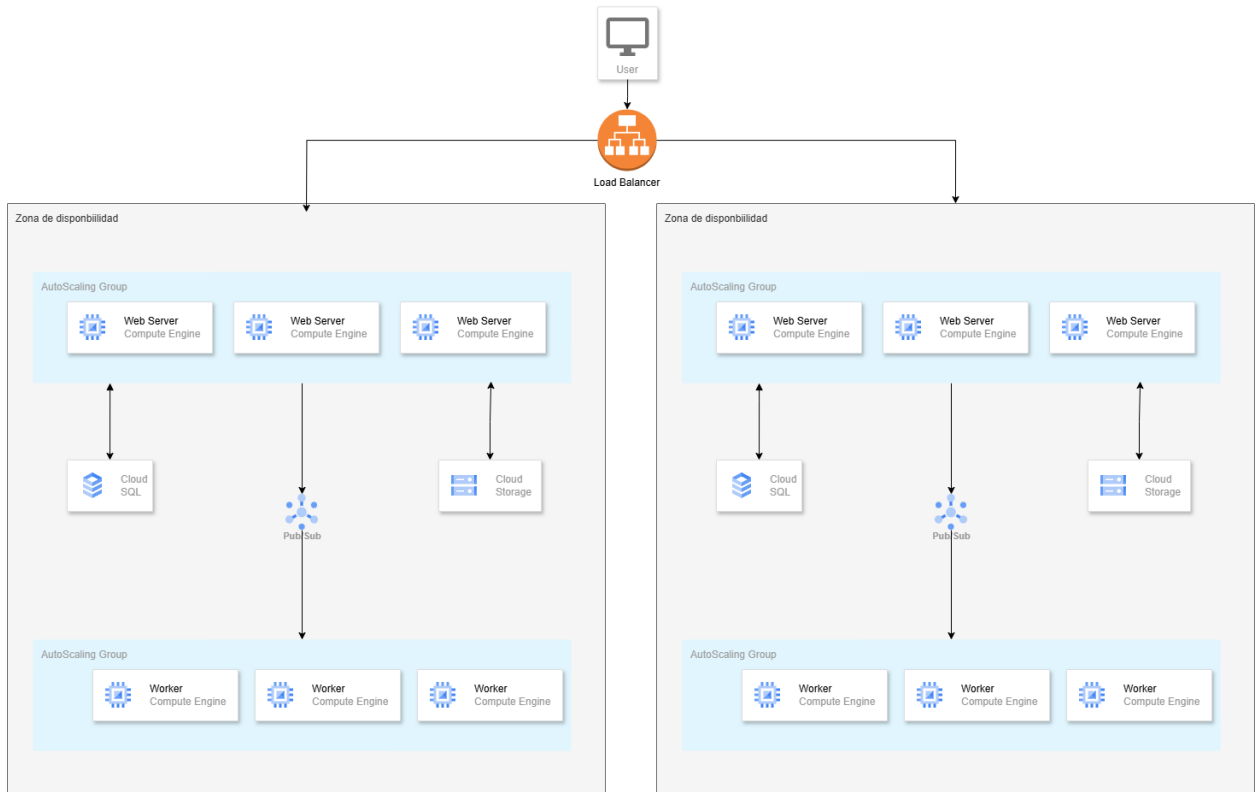 User
Load Balancer
Zona de disponbiilidad
Zona de disponbiilidad
AutoScaling Group
AutoScaling Group
Web Server
Compute Engine
Web Server
Compute Engine
Web Server
Compute Engine
Web Server
Compute Engine
Web Server
Compute Engine
Web Server
Compute Engine
Cloud
SQL
Cloud
Storage
Cloud
SQL
Cloud
Storage
Pub/Sub
Pub/Sub
AutoScaling Group
AutoScaling Group
Worker
Compute Engine
Worker
Compute Engine
Worker
Compute Engine
Worker
Compute Engine
Worker
Compute Engine
Worker
Compute Engine